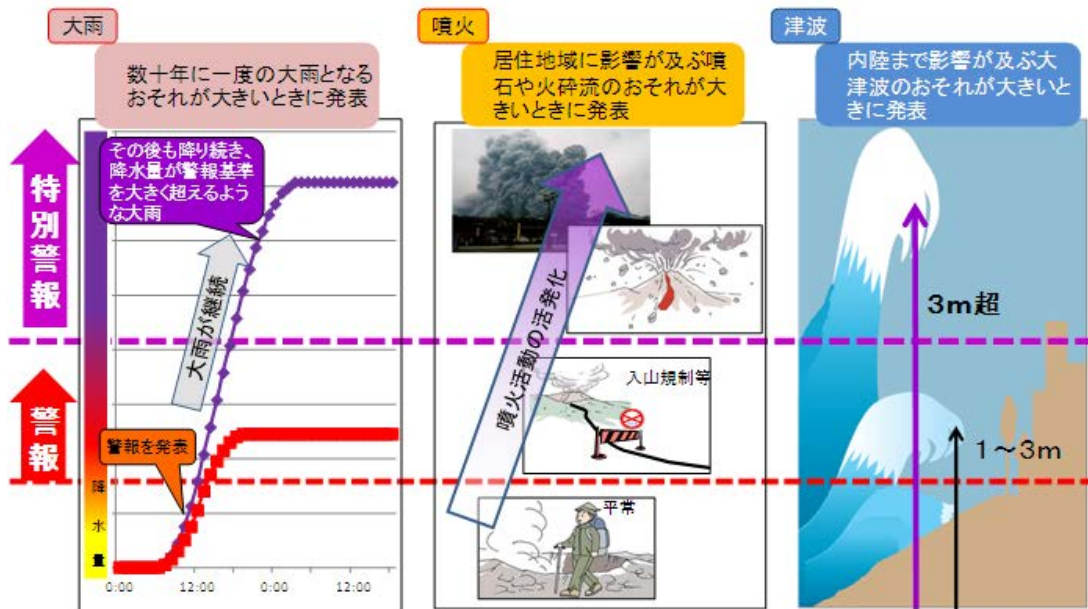 大雨
数十年に一度の大雨となる
おそれが大きいときに発表
噴火
居住地域に影響が及ぶ噴
石や火砕流のおそれが大
きいときに発表
津波
内陸まで影響が及ぶ大
津波のおそれが大きいと
きに発表
特別警報
警報
その後も降り続き、
降水量が警報基準
を大きく超えるよう
な大雨
大雨が継続
警報を発表
降水量
0:00
12:00
0:00
12:00
噴火活動の活発化
入山規制等
平常
3m超
1～3m